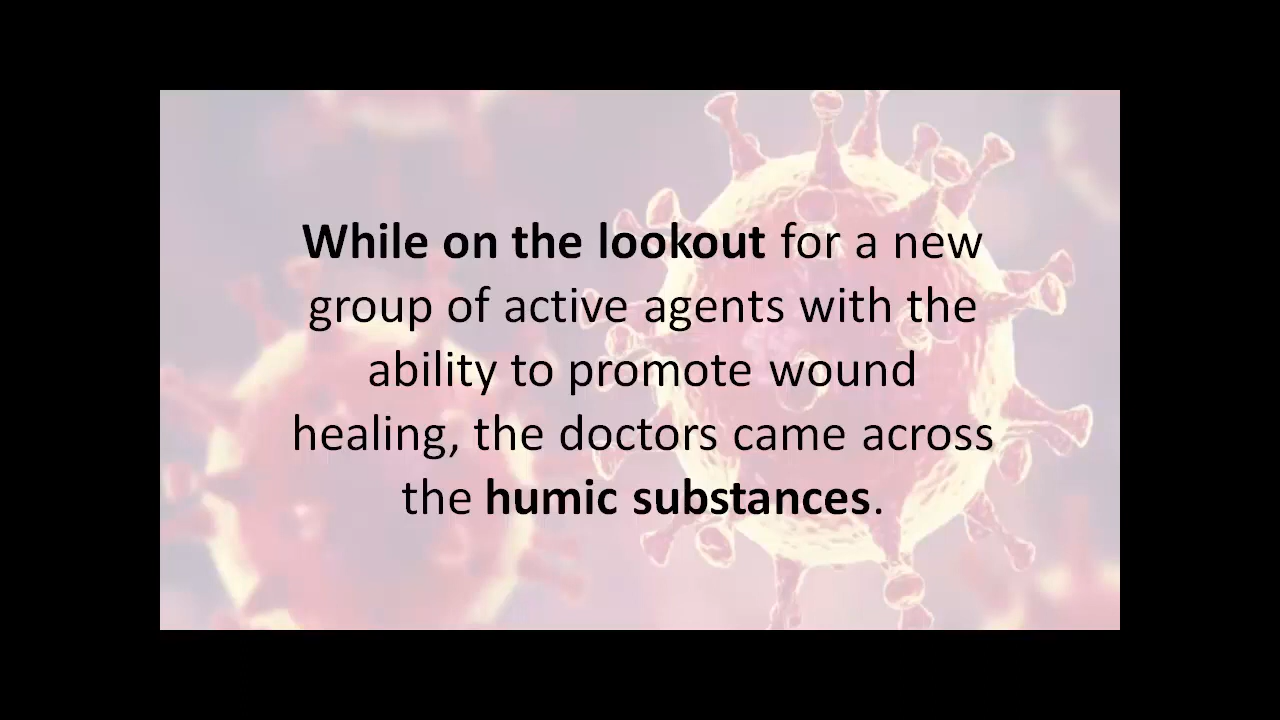 While on the lookout for a new
group of active agents with the
ability to promote wound
healing, the doctors came across
the humic substances.